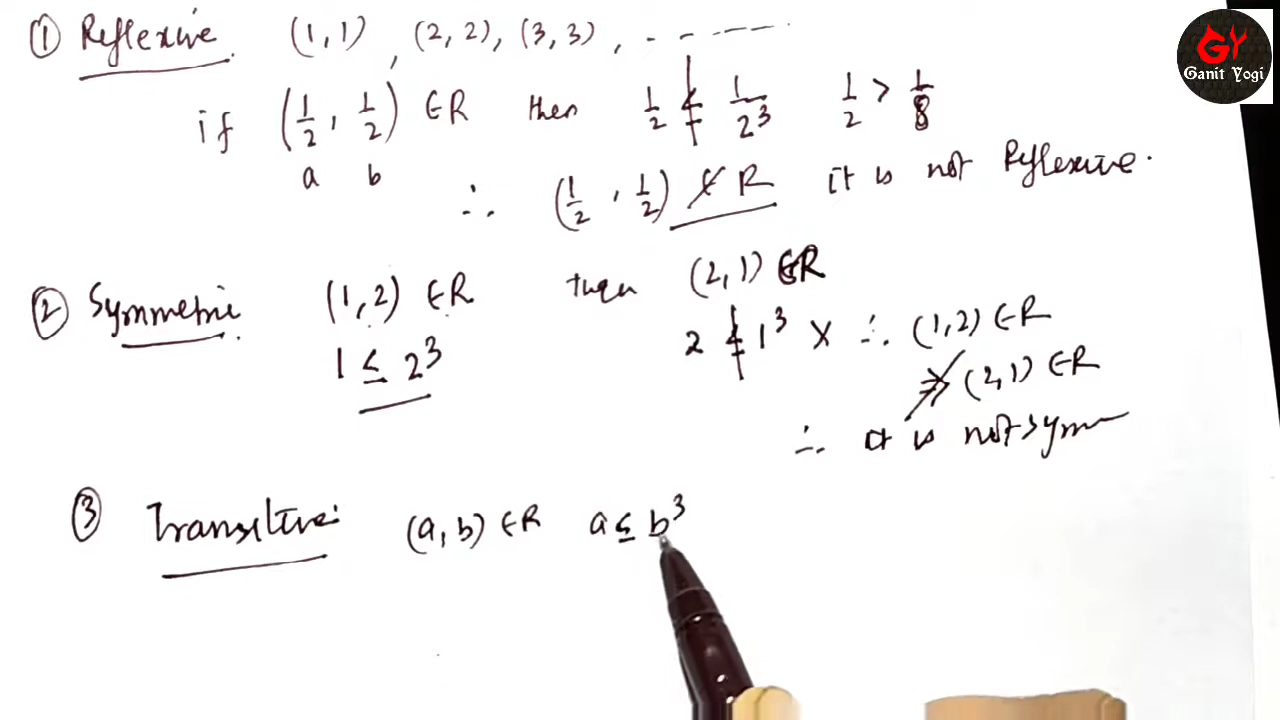 ① Reflexive (1,1), (2,2), (3,3), - - - - -
GY
Ganit Yogi
if (1/2, 1/2) ∈R then 1/2 ≰ 1/2³ 1/2 > 1/8
a b
∴ (1/2, 1/2) ∉ R it is not Reflexive.
② Symmetric (1,2) ∈R then (2,1) ∈R
1 ≤ 2³ 2 ≰ 1³ X ∴ (1,2) ∈R
⇏ (2,1) ∈R
∴ it is not symm
③ Transitive: (a,b) ∈R a ≤ b³